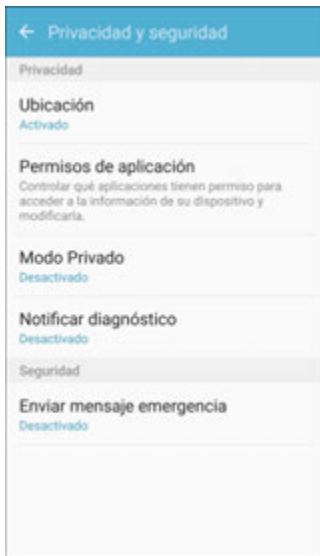 Privacidad y seguridad
Privacidad
Ubicación
Activado
Permisos de aplicación
Controlar qué aplicaciones tienen permiso para
acceder a la información de su dispositivo y
modificarla.
Modo Privado
Desactivado
Notificar diagnóstico
Desactivado
Seguridad
Enviar mensaje emergencia
Desactivado